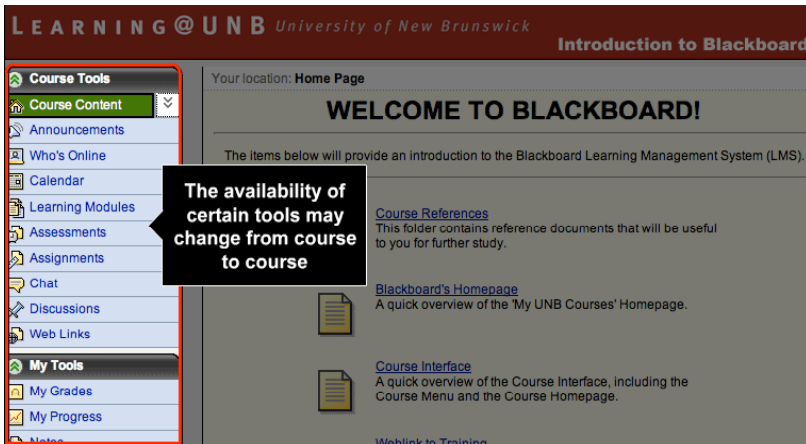 LEARNING@UNB University of New Brunswick
Introduction to Blackboard
Course Tools
Course Content
Announcements
Who's Online
Calendar
Learning Modules
Assessments
Assignments
Chat
Discussions
Web Links
My Tools
My Grades
My Progress
Notes
Your location: Home Page
WELCOME TO BLACKBOARD!
The items below will provide an introduction to the Blackboard Learning Management System (LMS).
The availability of
certain tools may
change from course
to course
Course References
This folder contains reference documents that will be useful
to you for further study.
Blackboard's Homepage
A quick overview of the 'My UNB Courses' Homepage.
Course Interface
A quick overview of the Course Interface, including the
Course Menu and the Course Homepage.
Weblink to Training